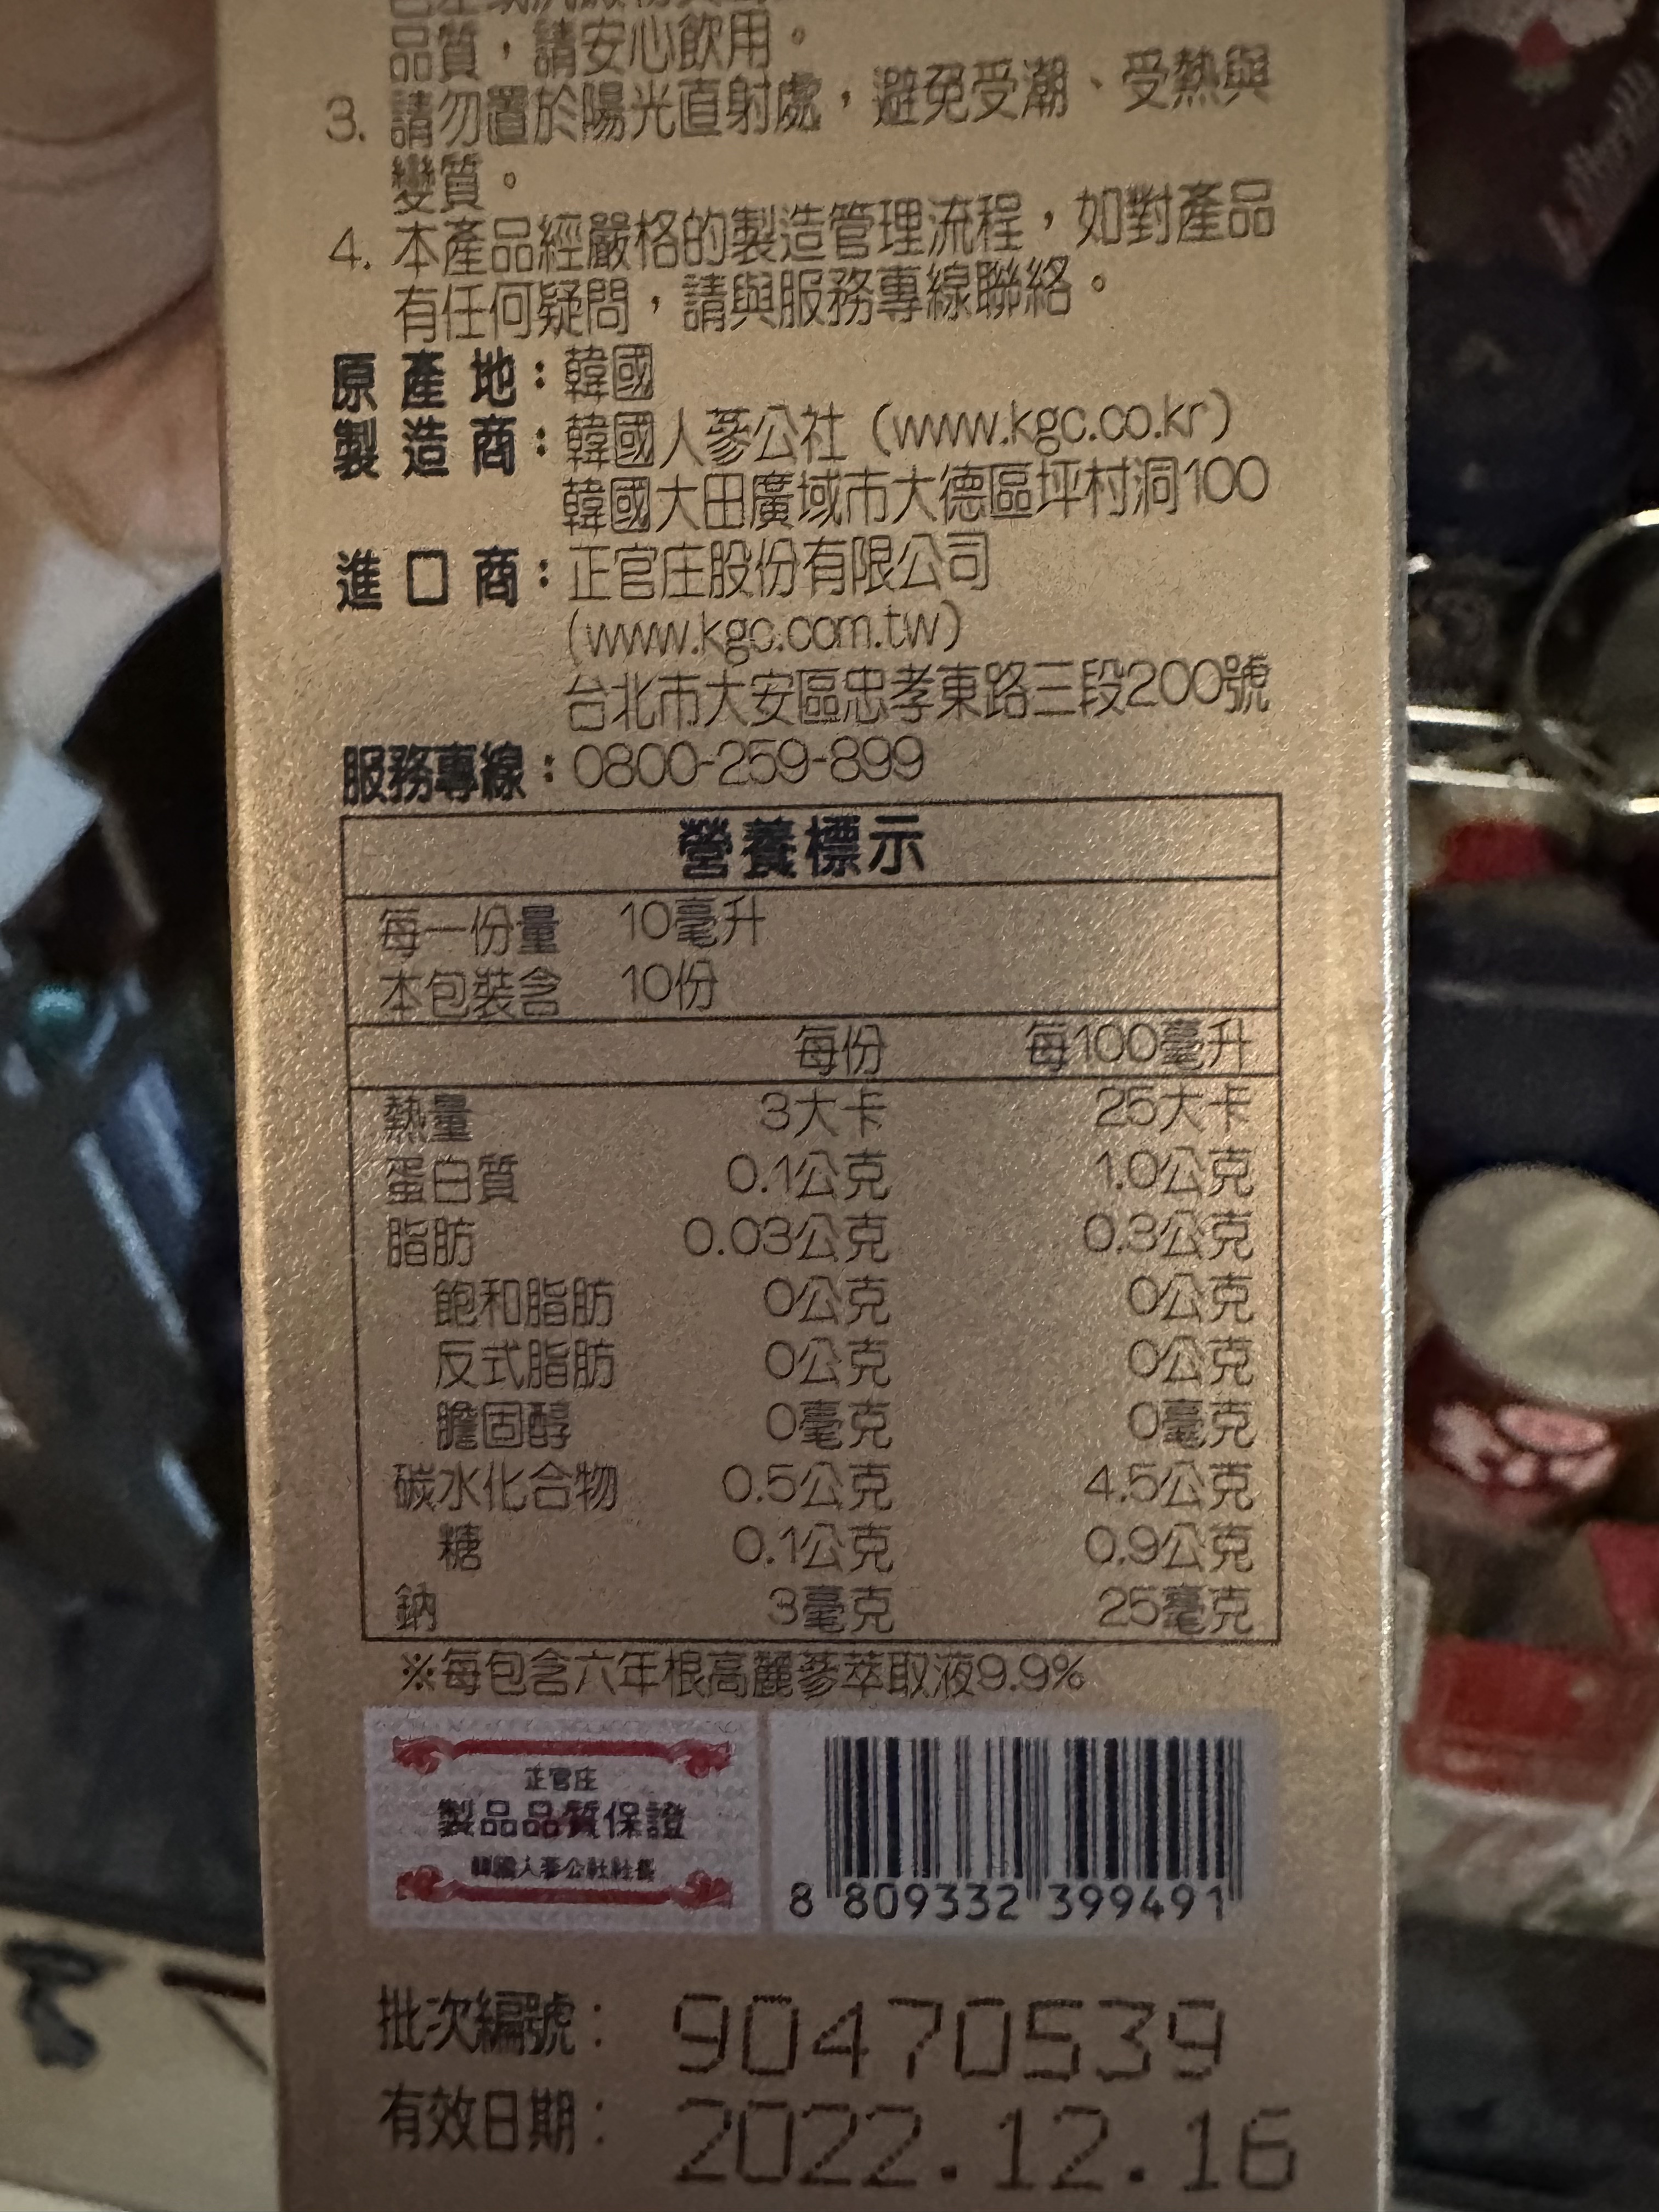 品質，請安心飲用。
3. 請勿置於陽光直射處，避免受潮、受熱與
變質。
4. 本產品經嚴格的製造管理流程，如對產品
有任何疑問，請與服務專線聯絡。
原產地：韓國
製造商：韓國人蔘公社（www.kgc.co.kr）
韓國大田廣域市大德區坪村洞100
進口商：正官庄股份有限公司
(www.kgc.com.tw)
台北市大安區忠孝東路三段200號
服務專線：0800-259-899
營養標示
每一份量 10毫升
本包裝含 10份
每份 每100毫升
熱量 3大卡 25大卡
蛋白質 0.1公克 1.0公克
脂肪 0.03公克 0.3公克
飽和脂肪 0公克 0公克
反式脂肪 0公克 0公克
膽固醇 0毫克 0毫克
碳水化合物 0.5公克 4.5公克
糖 0.1公克 0.9公克
鈉 3毫克 25毫克
※每包含六年根高麗蔘萃取液9.9%
正官庄
製品品質保證
韓國人蔘公社社長
8 809332 399491
批次編號： 90470539
有效日期： 2022.12.16